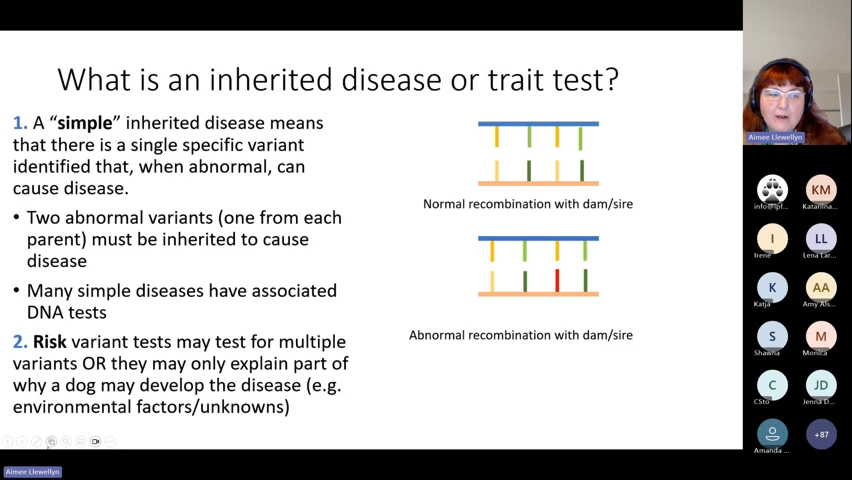 What is an inherited disease or trait test?
1. A “simple” inherited disease means
that there is a single specific variant
identified that, when abnormal, can
cause disease.
• Two abnormal variants (one from each
parent) must be inherited to cause
disease
• Many simple diseases have associated
DNA tests
2. Risk variant tests may test for multiple
variants OR they may only explain part of
why a dog may develop the disease (e.g.
environmental factors/unknowns)
Normal recombination with dam/sire
Abnormal recombination with dam/sire
Aimee Llewellyn
KM
info@lpf...
Katariina...
I
LL
Irene
Lena Lar...
K
AA
Katja
Amy Als...
S
M
Shawna
Monica
C
JD
CSto
Jenna D...
+87
Amanda ...
Aimee Llewellyn